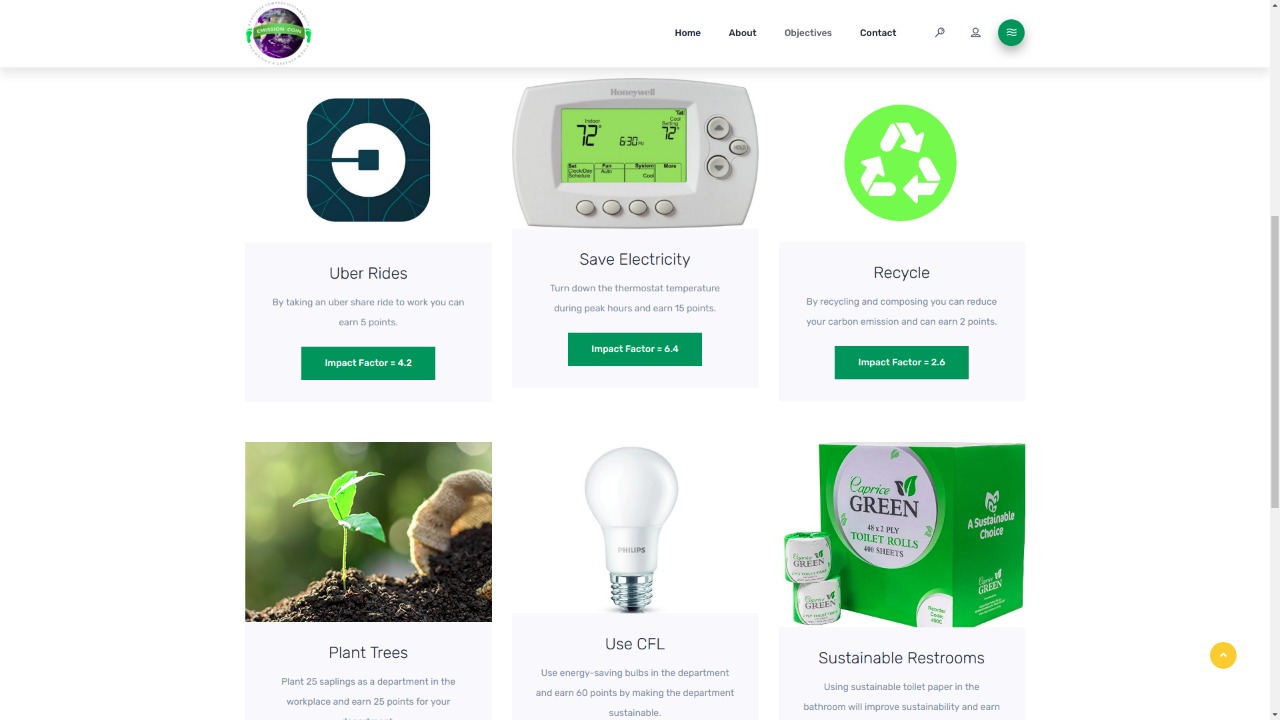 EMISSION COIN
Home
About
Objectives
Contact
Honeywell
Indoor
72°
6:30 PM
Cool
Setting
72°
Set
Clock/Day
Schedule
Fan
Auto
System
Cool
More
HOLD
Uber Rides
By taking an uber share ride to work you can
earn 5 points.
Impact Factor = 4.2
Save Electricity
Turn down the thermostat temperature
during peak hours and earn 15 points.
Impact Factor = 6.4
Recycle
By recycling and composing you can reduce
your carbon emission and can earn 2 points.
Impact Factor = 2.6
PHILIPS
Caprice
GREEN
48 x 2 PLY
TOILET ROLLS
400 SHEETS
A Sustainable
Choice
Caprice
GREEN
Caprice
GREEN
Caprice
GREEN
Reorder
Code:
Plant Trees
Plant 25 saplings as a department in the
workplace and earn 25 points for your
department.
Use CFL
Use energy-saving bulbs in the department
and earn 60 points by making the department
sustainable.
Sustainable Restrooms
Using sustainable toilet paper in the
bathroom will improve sustainability and earn